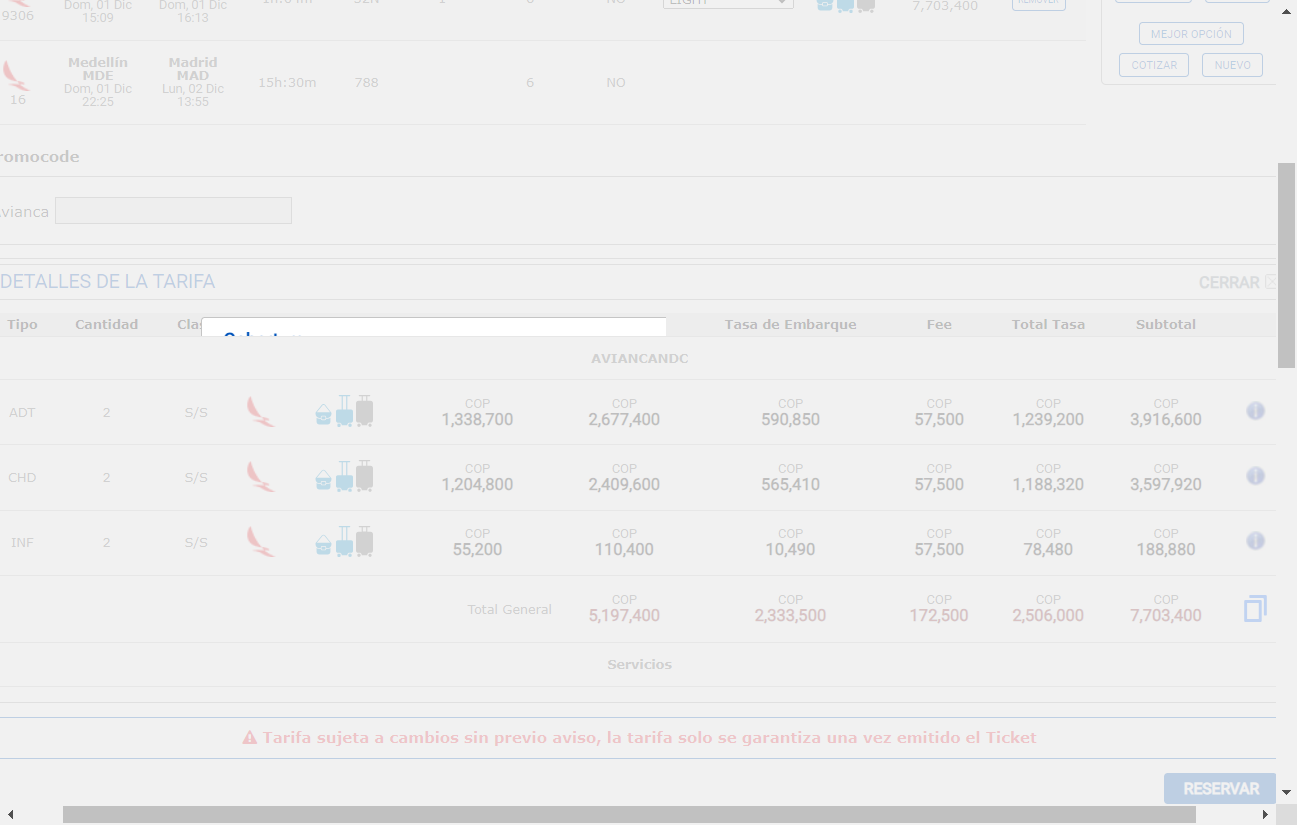 9306
Dom, 01 Dic
15:09
Dom, 01 Dic
16:13
LIGHT
7,703,400
REMOVER
16
Medellín
MDE
Dom, 01 Dic
22:25
Madrid
MAD
Lun, 02 Dic
13:55
15h:30m
788
6
NO
MEJOR OPCIÓN
COTIZAR NUEVO
romocode
vianca
DETALLES DE LA TARIFA
CERRAR
Tipo Cantidad Clas Tasa de Embarque Fee Total Tasa Subtotal
AVIANCANDC
COP COP COP COP COP COP
ADT 2 S/S 1,338,700 2,677,400 590,850 57,500 1,239,200 3,916,600
COP COP COP COP COP COP
CHD 2 S/S 1,204,800 2,409,600 565,410 57,500 1,188,320 3,597,920
COP COP COP COP COP COP
INF 2 S/S 55,200 110,400 10,490 57,500 78,480 188,880
COP COP COP COP COP
Total General 5,197,400 2,333,500 172,500 2,506,000 7,703,400
Servicios
Tarifa sujeta a cambios sin previo aviso, la tarifa solo se garantiza una vez emitido el Ticket
RESERVAR